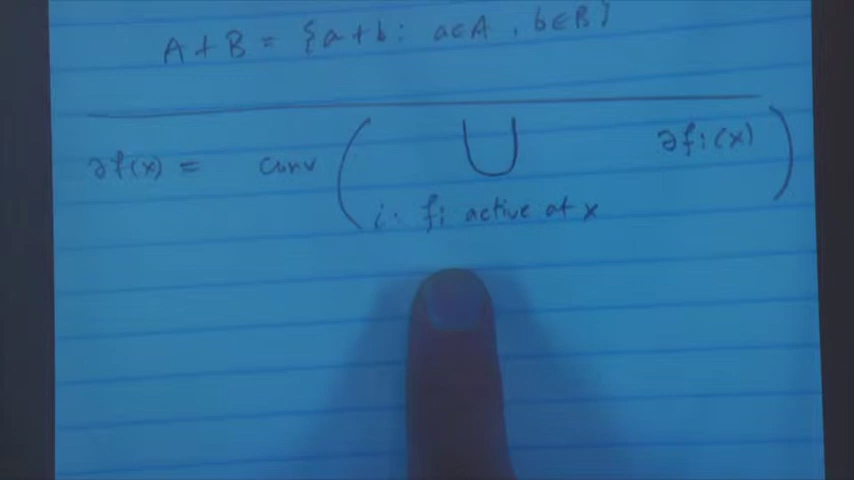 A + B = {a + b : a ∈ A , b ∈ B}
∂f(x) = conv ( ⋃ ∂fi(x) )
i : fi active at x